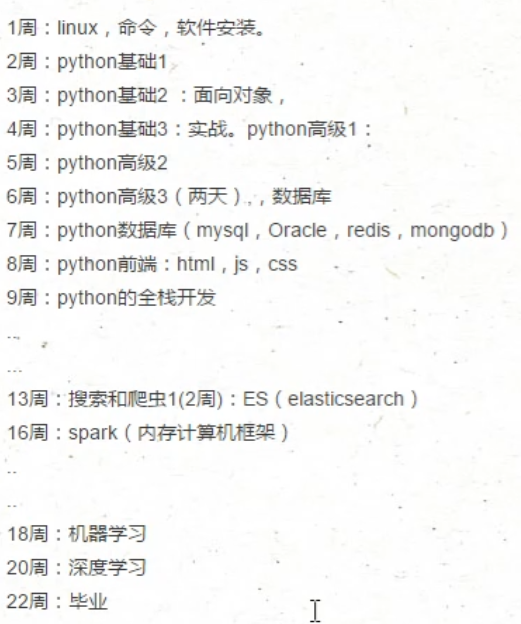 1周：linux，命令，软件安装。
2周：python基础1
3周：python基础2 ：面向对象，
4周：python基础3：实战。python高级1：
5周：python高级2
6周：python高级3（两天），，数据库
7周：python数据库（mysql，Oracle，redis，mongodb）
8周：python前端：html，js，css
9周：python的全栈开发
..
...
13周：搜索和爬虫1(2周)：ES（elasticsearch）
16周：spark（内存计算机框架）
..
..
18周：机器学习
20周：深度学习
22周：毕业